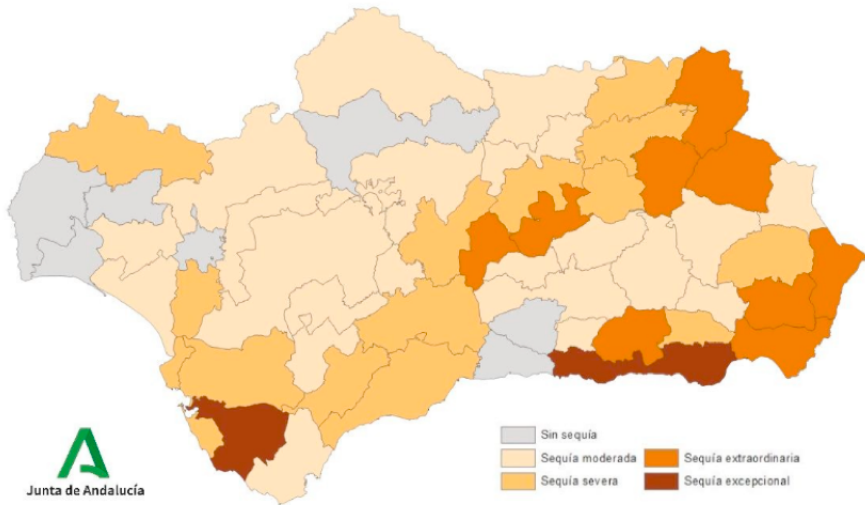 Sin sequía
Sequía moderada
Sequía extraordinaria
Sequía severa
Sequía excepcional
Junta de Andalucía